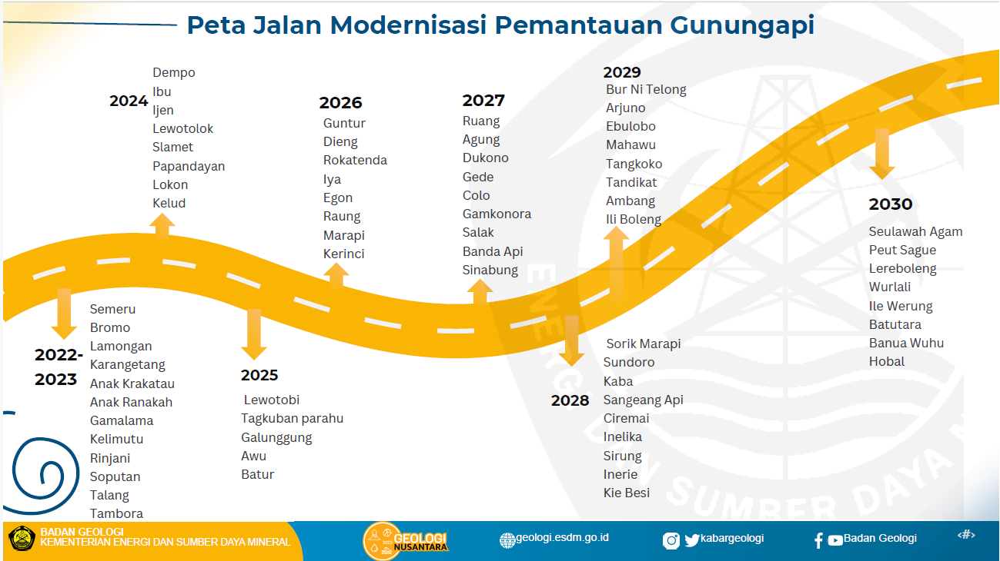 Peta Jalan Modernisasi Pemantauan Gunungapi
2024
Dempo
Ibu
Ijen
Lewotolok
Slamet
Papandayan
Lokon
Kelud
2026
Guntur
Dieng
Rokatenda
Iya
Egon
Raung
Marapi
Kerinci
2027
Ruang
Agung
Dukono
Gede
Colo
Gamkonora
Salak
Banda Api
Sinabung
2029
Bur Ni Telong
Arjuno
Ebulobo
Mahawu
Tangkoko
Tandikat
Ambang
Ili Boleng
2022-
2023
Semeru
Bromo
Lamongan
Karangetang
Anak Krakatau
Anak Ranakah
Gamalama
Kelimutu
Rinjani
Soputan
Talang
Tambora
2025
Lewotobi
Tagkuban parahu
Galunggung
Awu
Batur
2028
Sorik Marapi
Sundoro
Kaba
Sangeang Api
Ciremai
Inelika
Sirung
Inerie
Kie Besi
2030
Seulawah Agam
Peut Sague
Lereboleng
Wurlali
Ile Werung
Batutara
Banua Wuhu
Hobal
BADAN GEOLOGI
KEMENTERIAN ENERGI DAN SUMBER DAYA MINERAL
GEOLOGI
NUSANTARA
geologi.esdm.go.id
kabargeologi
Badan Geologi
<#>
ENERGI DAN SUMBER DAYA